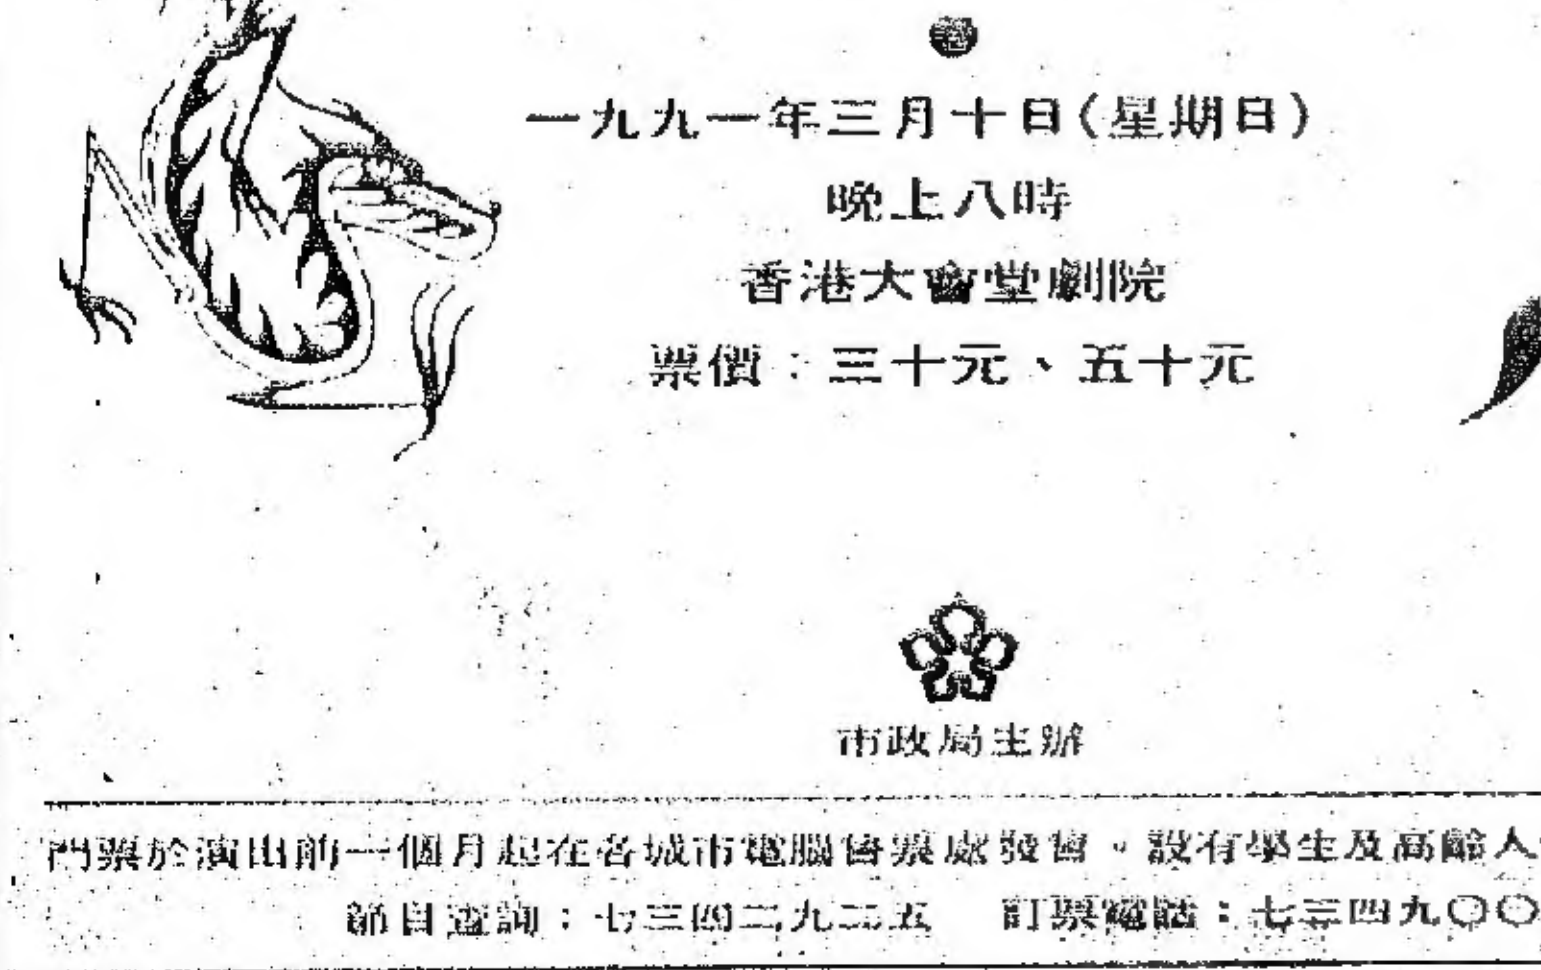 一九九一年三月十日(星期日)
晚上八時
香港大會堂劇院
票價：三十元、五十元
市政局主辦
門票於演出前一個月起在各城市電腦售票處發售。設有學生及高齡人
節目查詢：七三四二九二五 訂票電話：七三四九〇〇